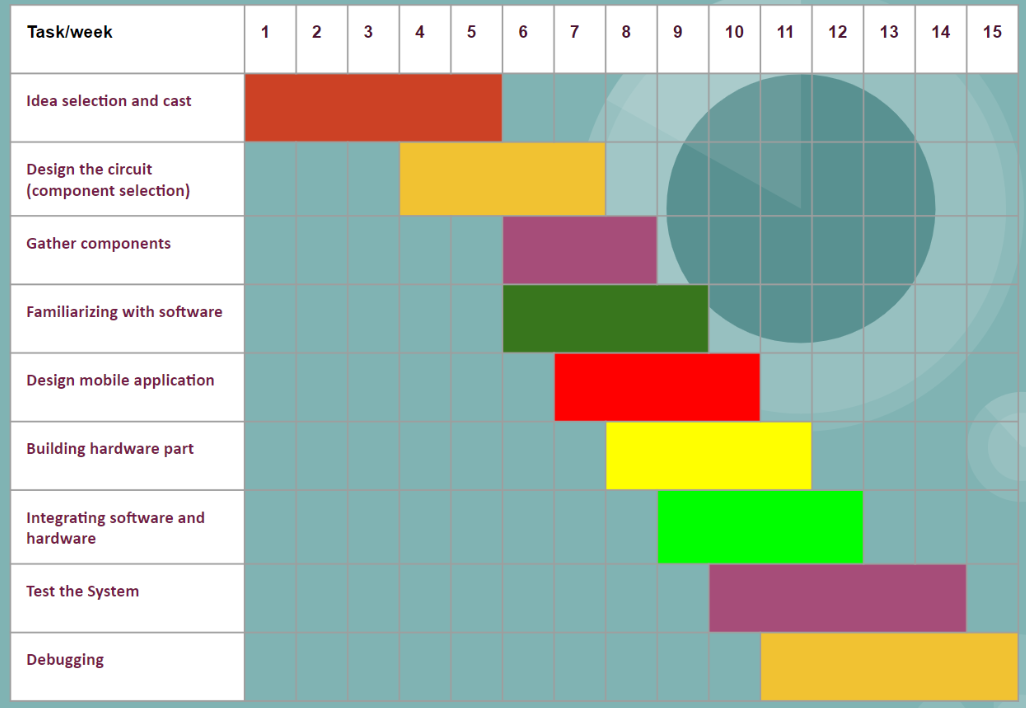 Task/week 1 2 3 4 5 6 7 8 9 10 11 12 13 14 15
Idea selection and cast
Design the circuit
(component selection)
Gather components
Familiarizing with software
Design mobile application
Building hardware part
Integrating software and
hardware
Test the System
Debugging